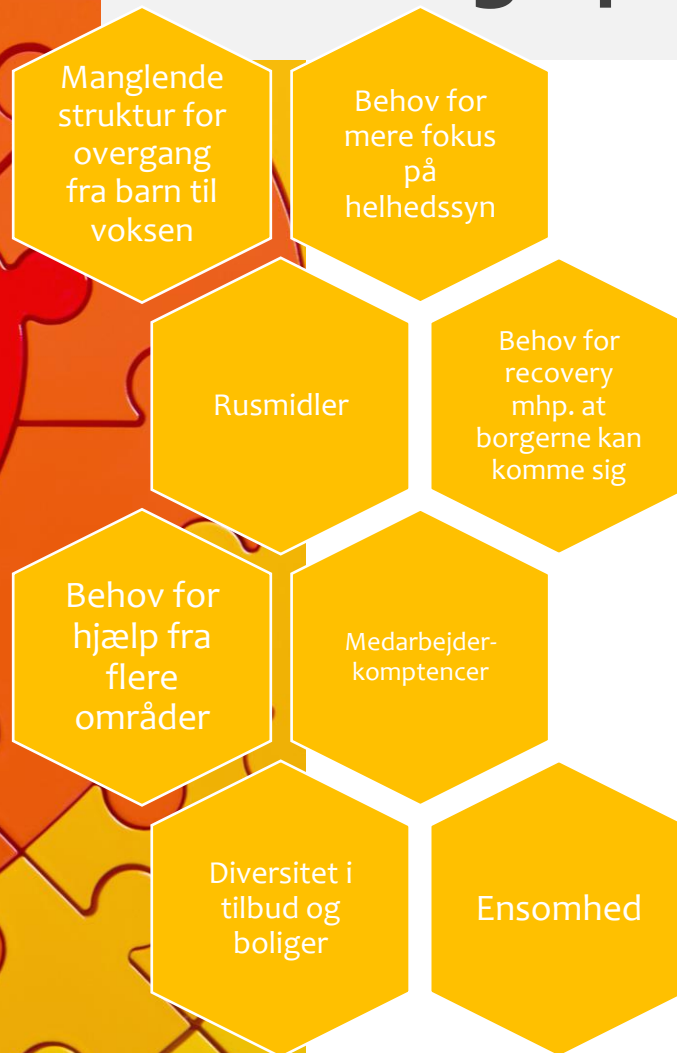 Manglende
struktur for
overgang
fra barn til
voksen
Behov for
mere fokus
på
helhedssyn
Rusmidler
Behov for
recovery
mhp. at
borgerne kan
komme sig
Behov for
hjælp fra
flere
områder
Medarbejder-
komptencer
Diversitet i
tilbud og
boliger
Ensomhed